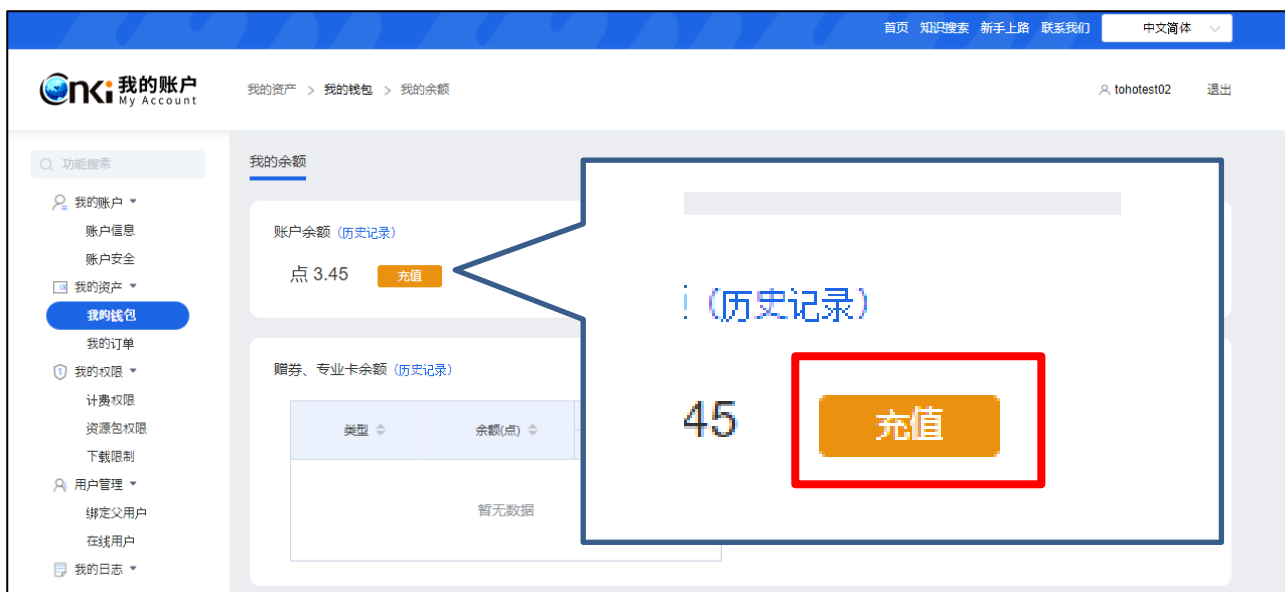 首页 知识搜索 新手上路 联系我们 中文简体
cnki 我的账户
My Account
我的资产 > 我的钱包 > 我的余额
tohotest02 退出
功能搜索
我的账户
账户信息
账户安全
我的资产
我的钱包
我的订单
我的权限
计费权限
资源包权限
下载限制
用户管理
绑定父用户
在线用户
我的日志
我的余额
账户余额 (历史记录)
点 3.45 充值
赠券、专业卡余额 (历史记录)
类型 余额(点)
暂无数据
(历史记录)
45 充值